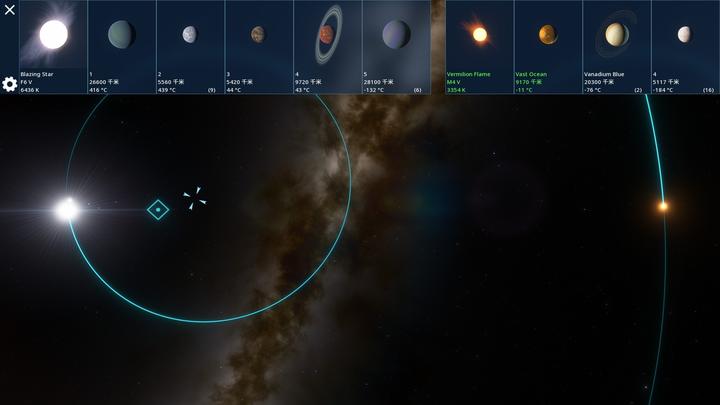 Blazing Star
F6 V
6436 K
1
26600 千米
416 °C
2
5560 千米
439 °C (9)
3
5420 千米
44 °C
4
9720 千米
43 °C
5
28100 千米
-132 °C (6)
Vermilion Flame
M4 V
3354 K
Vast Ocean
9170 千米
-11 °C
Vanadium Blue
20300 千米
-76 °C (2)
4
5117 千米
-184 °C (16)